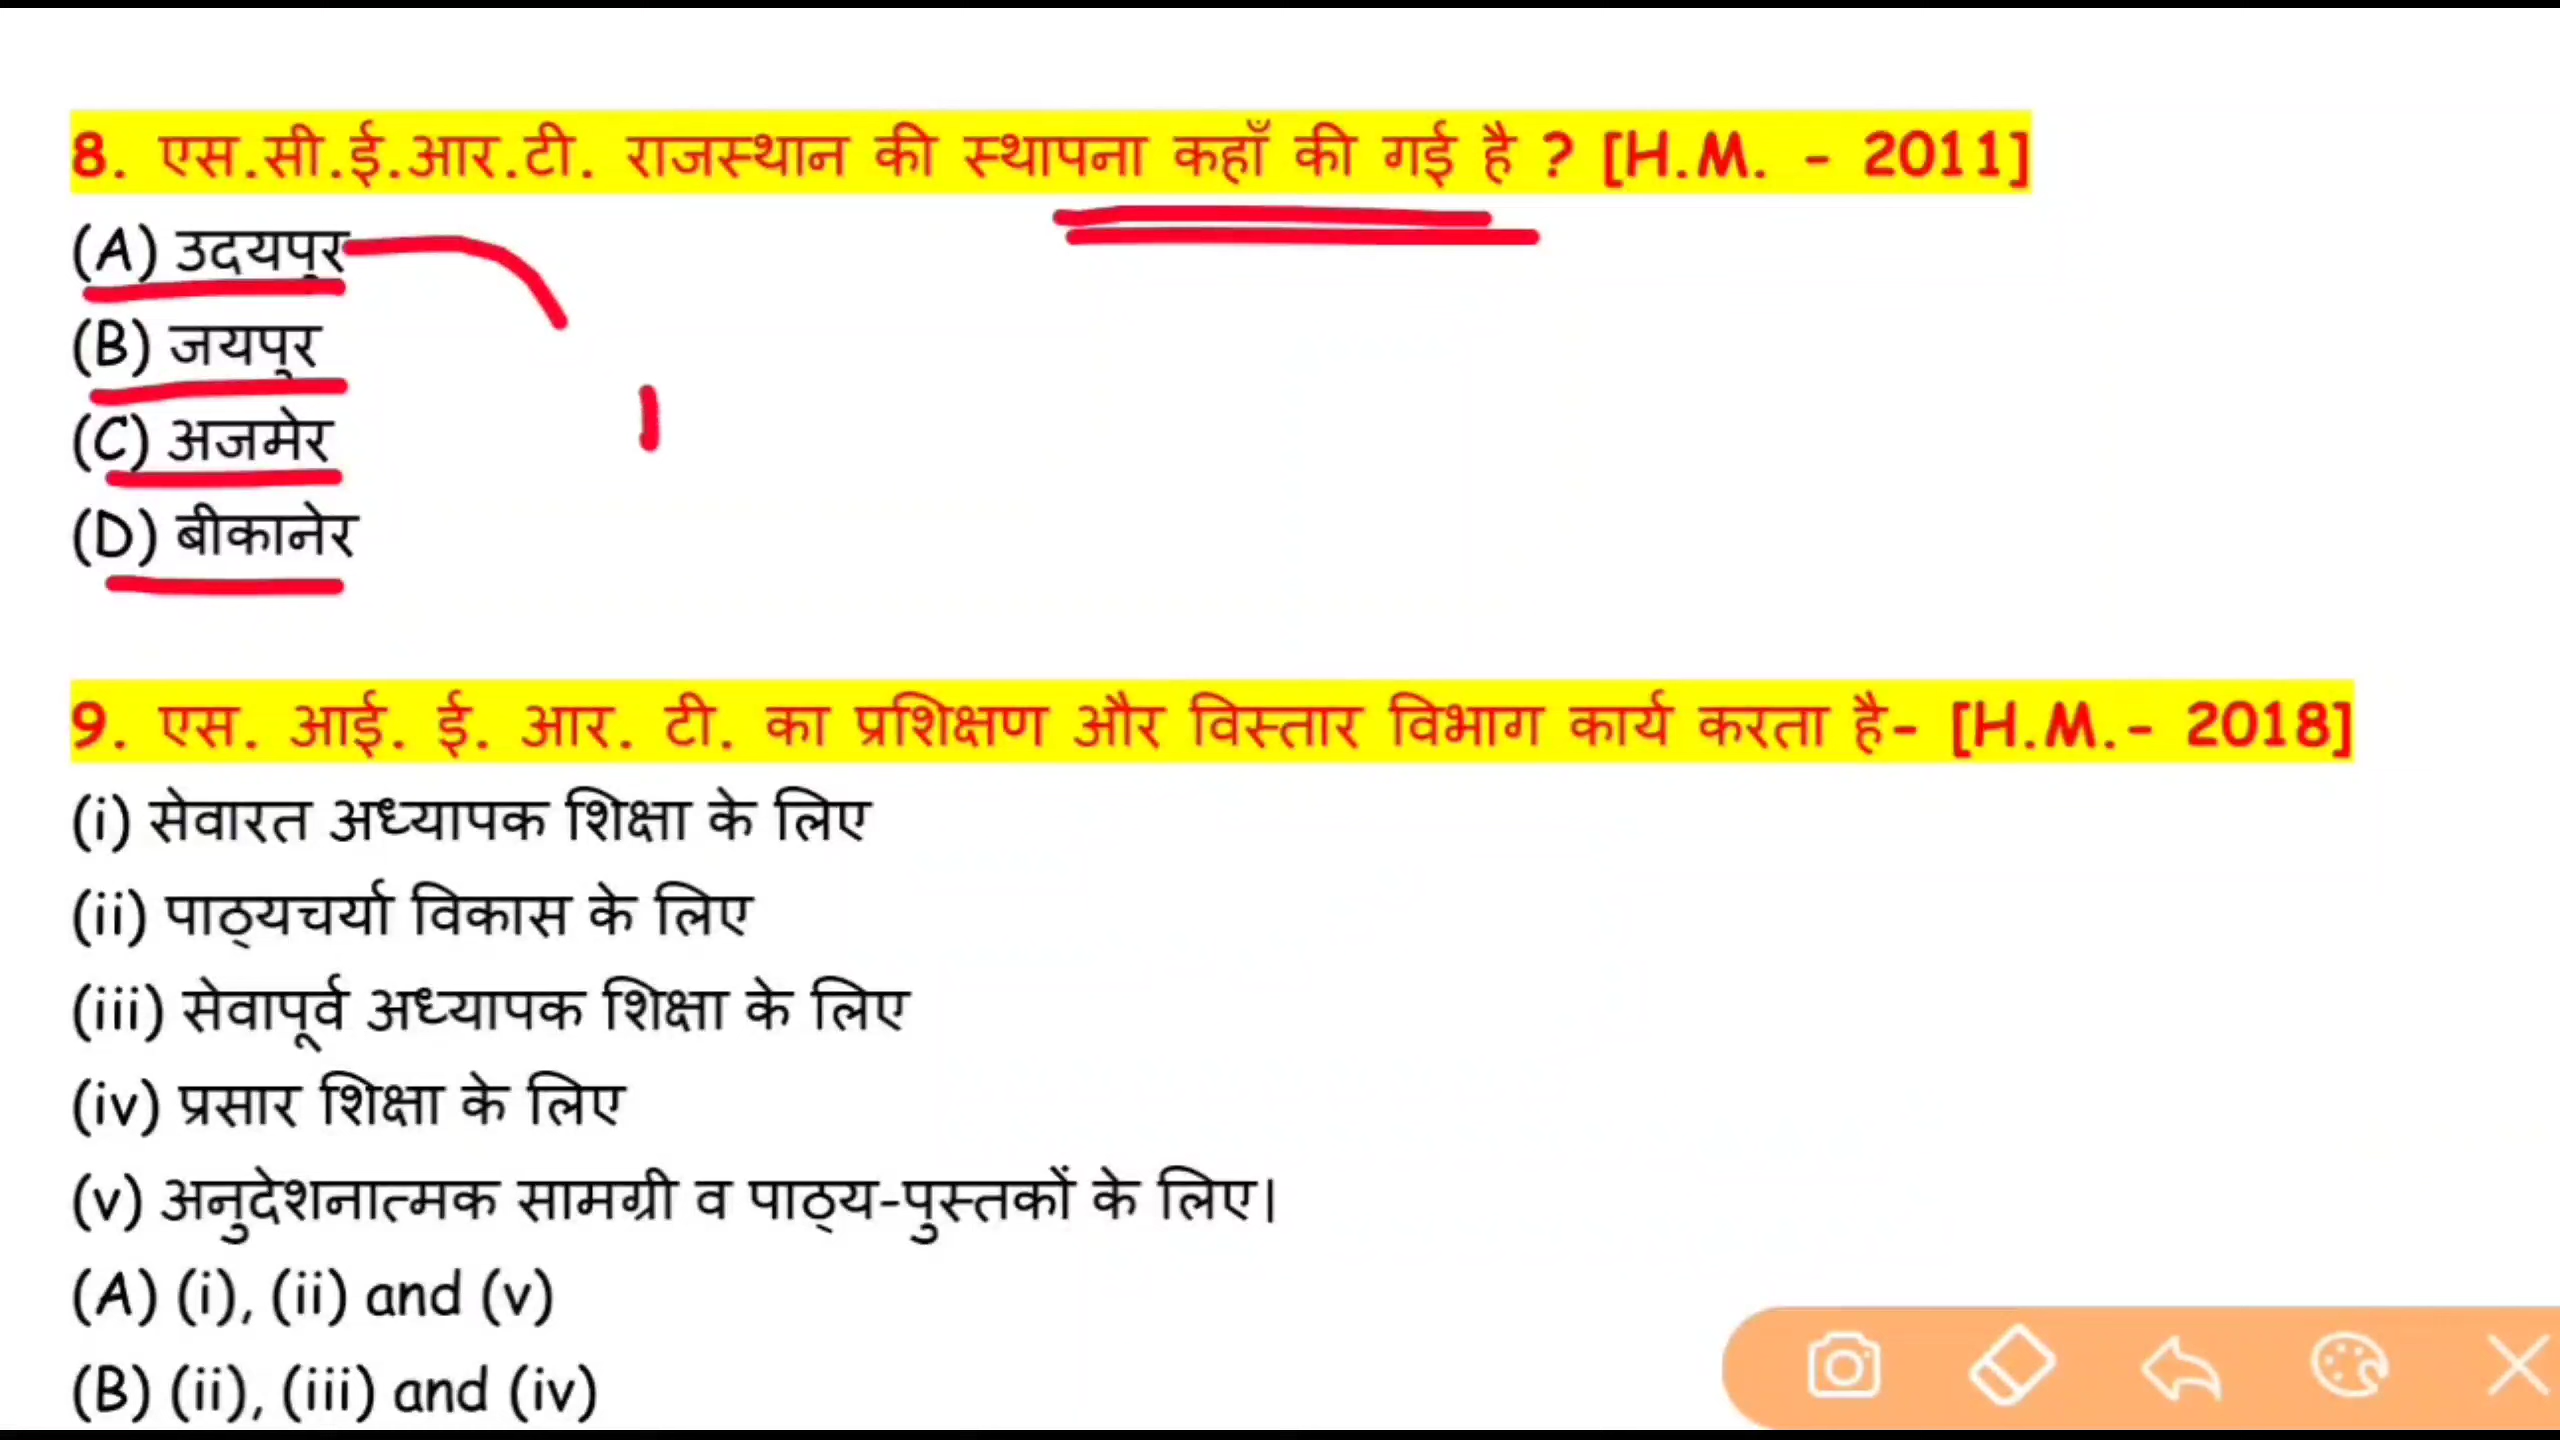 8. एस.सी.ई.आर.टी. राजस्थान की स्थापना कहाँ की गई है ? [H.M. - 2011]
(A) उदयपुर
(B) जयपुर
(C) अजमेर
(D) बीकानेर
9. एस. आई. ई. आर. टी. का प्रशिक्षण और विस्तार विभाग कार्य करता है- [H.M.- 2018]
(i) सेवारत अध्यापक शिक्षा के लिए
(ii) पाठ्यचर्या विकास के लिए
(iii) सेवापूर्व अध्यापक शिक्षा के लिए
(iv) प्रसार शिक्षा के लिए
(v) अनुदेशनात्मक सामग्री व पाठ्य-पुस्तकों के लिए।
(A) (i), (ii) and (v)
(B) (ii), (iii) and (iv)